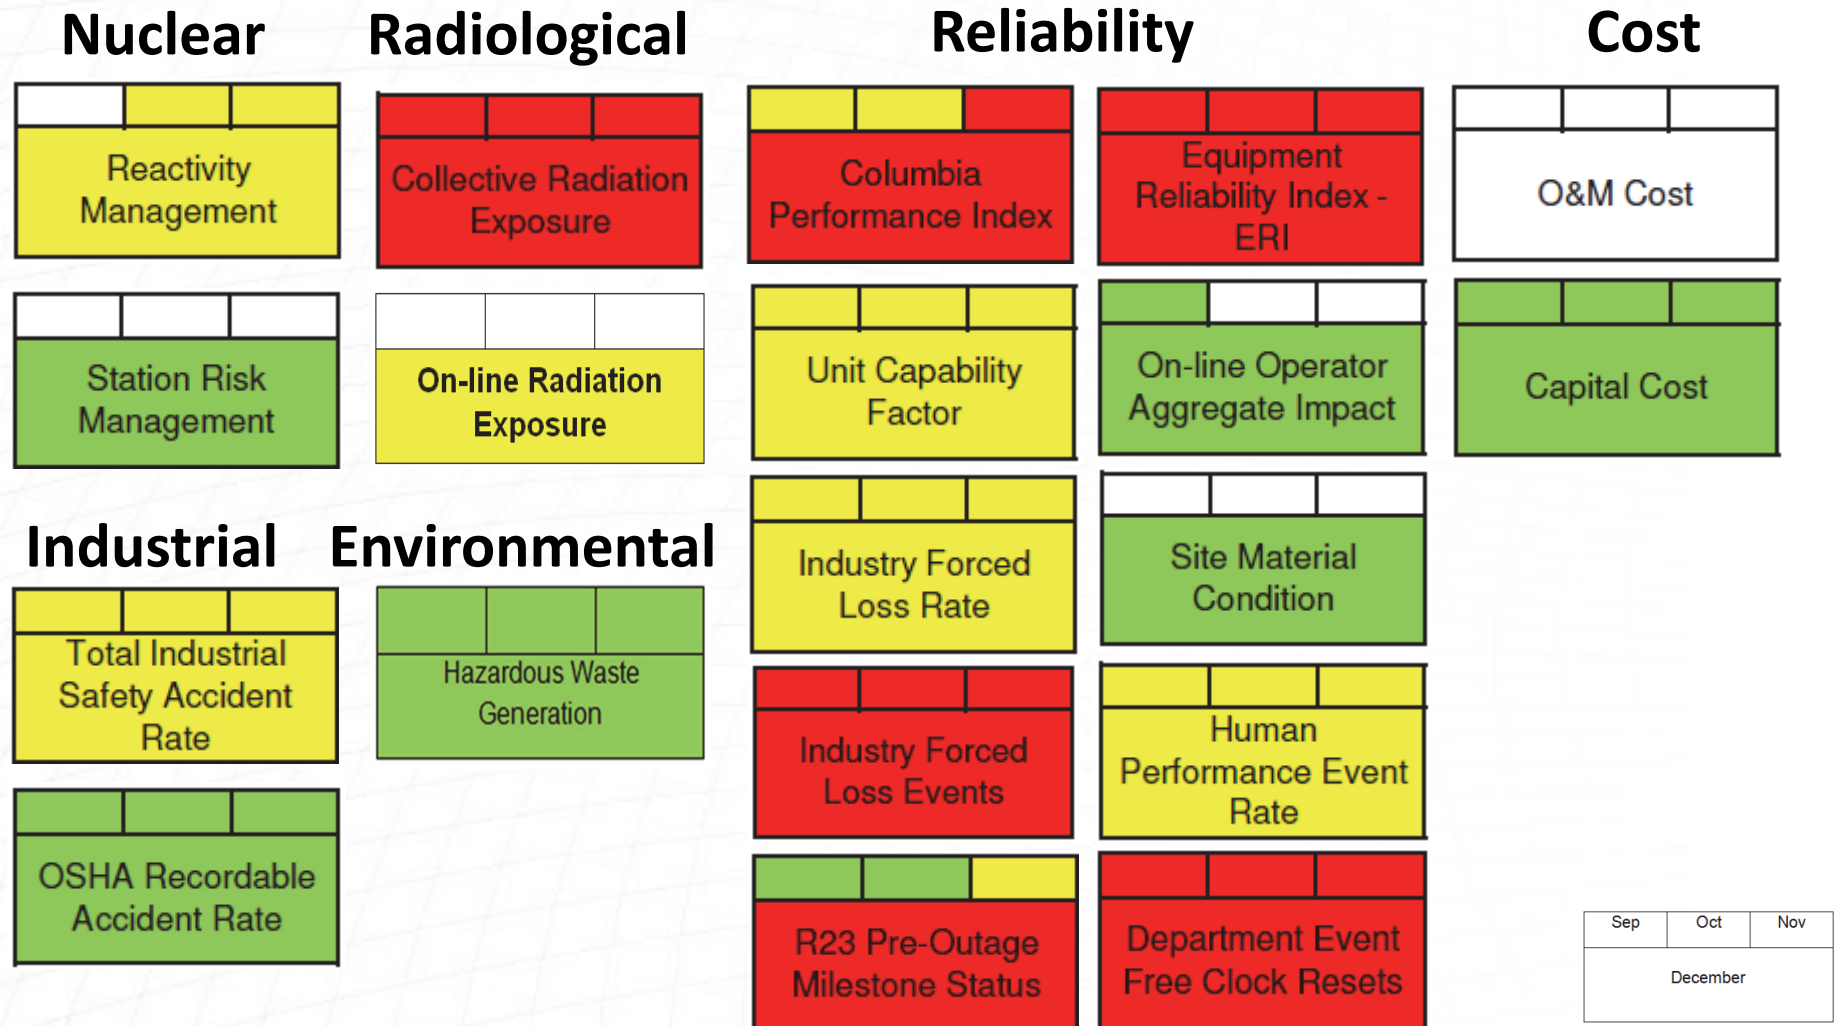 Nuclear
Reactivity
Management
Station Risk
Management
Radiological
Collective Radiation
Exposure
On-line Radiation
Exposure
Industrial
Total Industrial
Safety Accident
Rate
OSHA Recordable
Accident Rate
Environmental
Hazardous Waste
Generation
Reliability
Columbia
Performance Index
Unit Capability
Factor
Industry Forced
Loss Rate
Industry Forced
Loss Events
R23 Pre-Outage
Milestone Status
Equipment
Reliability Index -
ERI
On-line Operator
Aggregate Impact
Site Material
Condition
Human
Performance Event
Rate
Department Event
Free Clock Resets
Cost
O&M Cost
Capital Cost
Sep Oct Nov
December